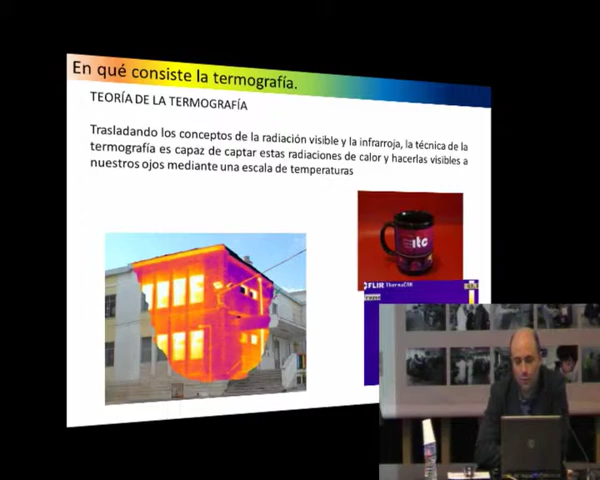 En qué consiste la termografía.
TEORÍA DE LA TERMOGRAFÍA
Trasladando los conceptos de la radiación visible y la infrarroja, la técnica de la
termografía es capaz de captar estas radiaciones de calor y hacerlas visibles a
nuestros ojos mediante una escala de temperaturas
itc
FLIR ThermaCAM